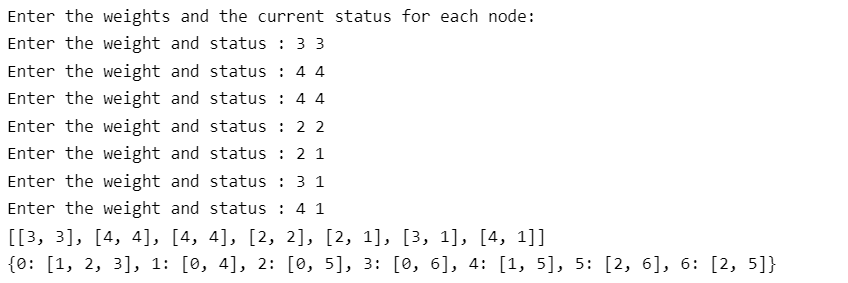 Enter the weights and the current status for each node:
Enter the weight and status : 3 3
Enter the weight and status : 4 4
Enter the weight and status : 4 4
Enter the weight and status : 2 2
Enter the weight and status : 2 1
Enter the weight and status : 3 1
Enter the weight and status : 4 1
[[3, 3], [4, 4], [4, 4], [2, 2], [2, 1], [3, 1], [4, 1]]
{0: [1, 2, 3], 1: [0, 4], 2: [0, 5], 3: [0, 6], 4: [1, 5], 5: [2, 6], 6: [2, 5]}